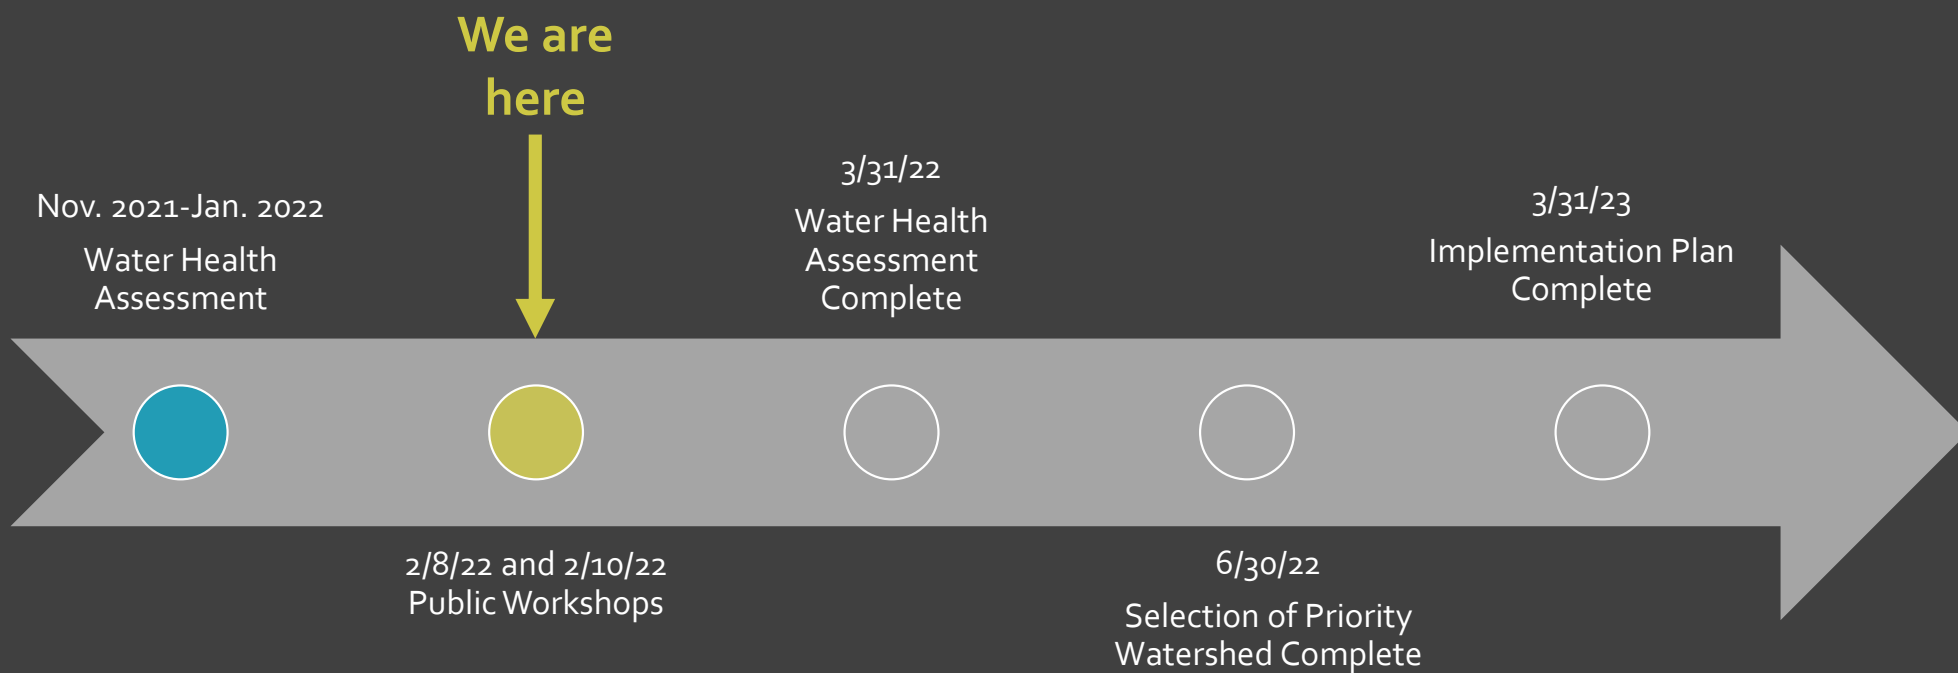 We are
here
Nov. 2021-Jan. 2022
Water Health
Assessment
2/8/22 and 2/10/22
Public Workshops
3/31/22
Water Health
Assessment
Complete
6/30/22
Selection of Priority
Watershed Complete
3/31/23
Implementation Plan
Complete